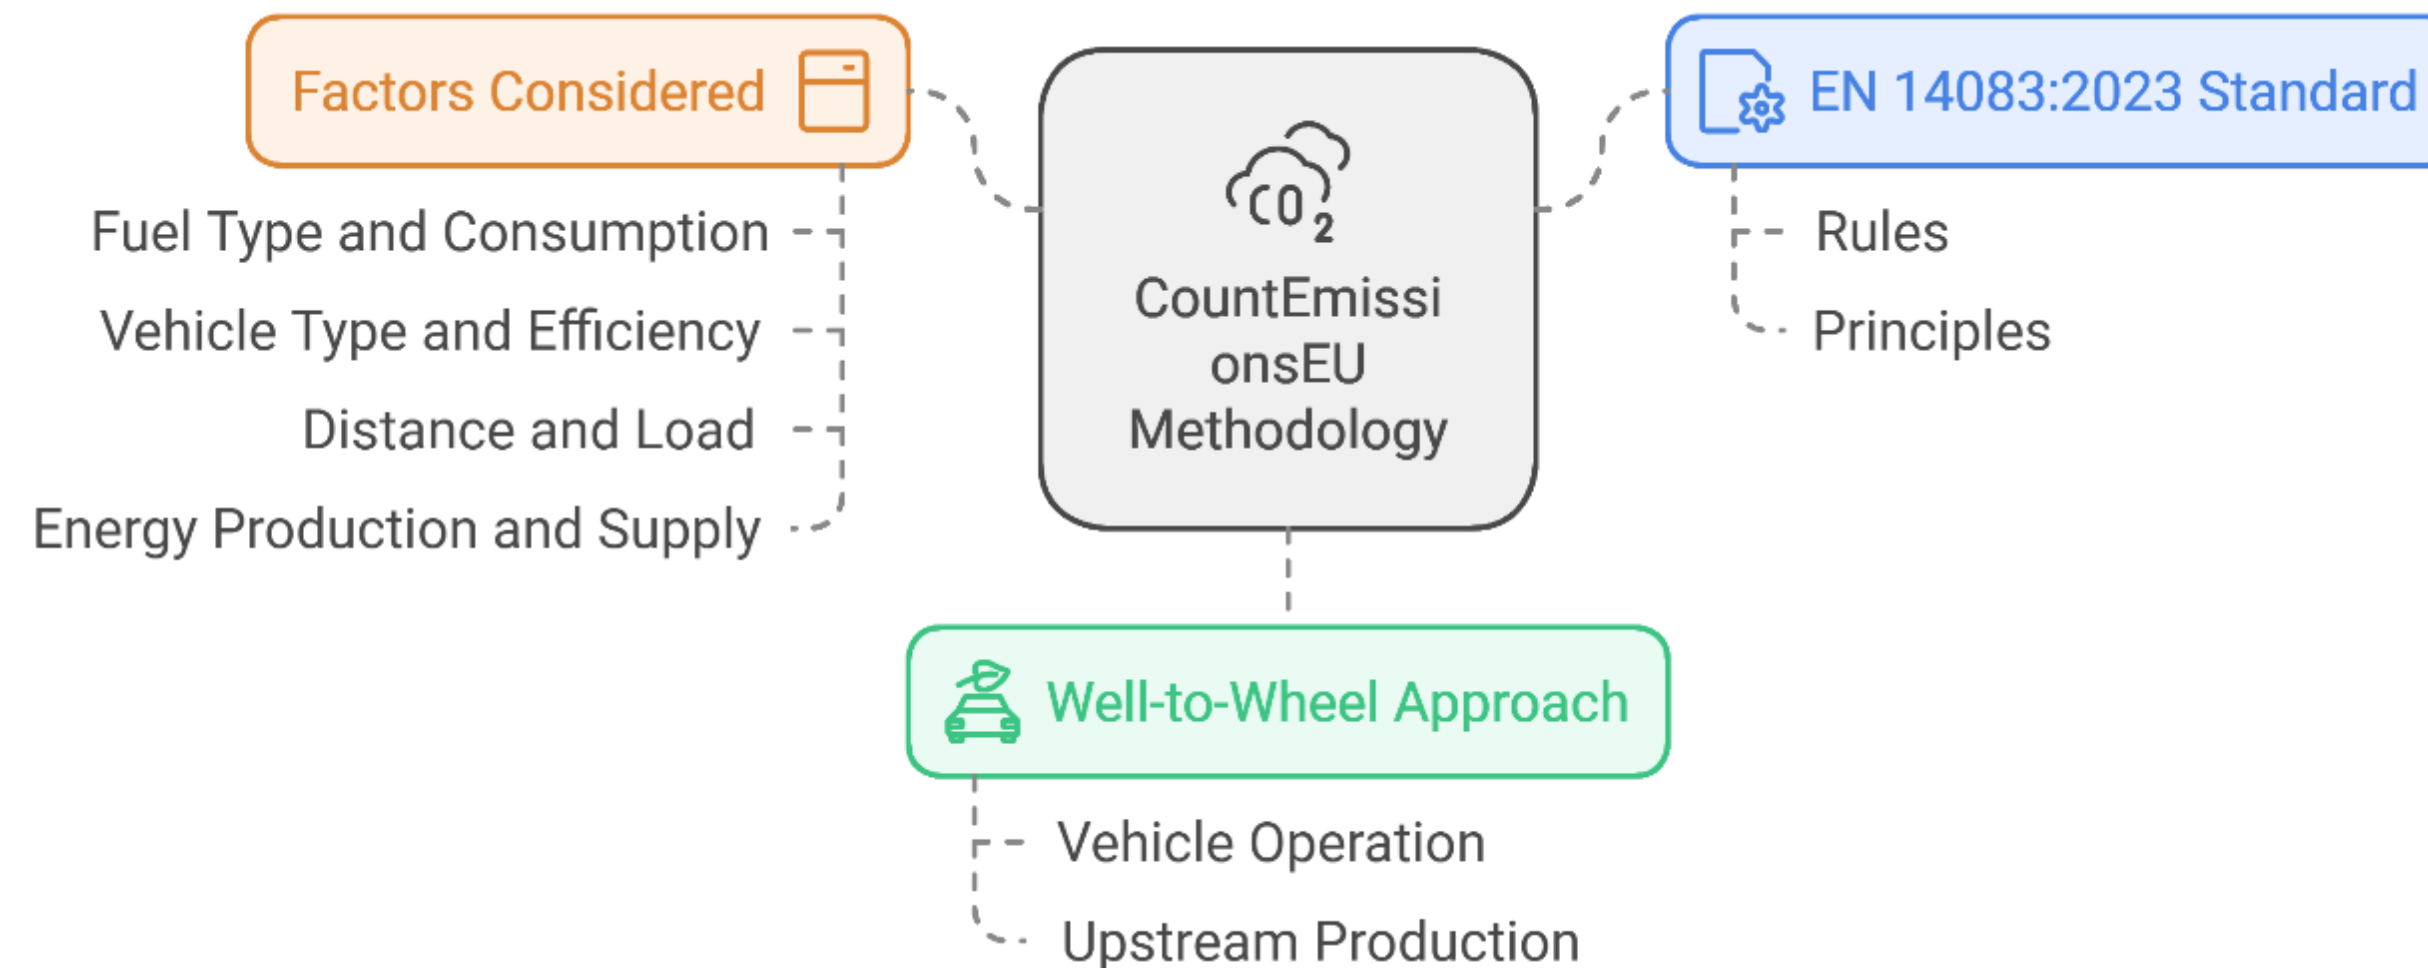 Factors Considered
Fuel Type and Consumption
Vehicle Type and Efficiency
Distance and Load
Energy Production and Supply
CO2
CountEmissi
onsEU
Methodology
EN 14083:2023 Standard
Rules
Principles
Well-to-Wheel Approach
Vehicle Operation
Upstream Production